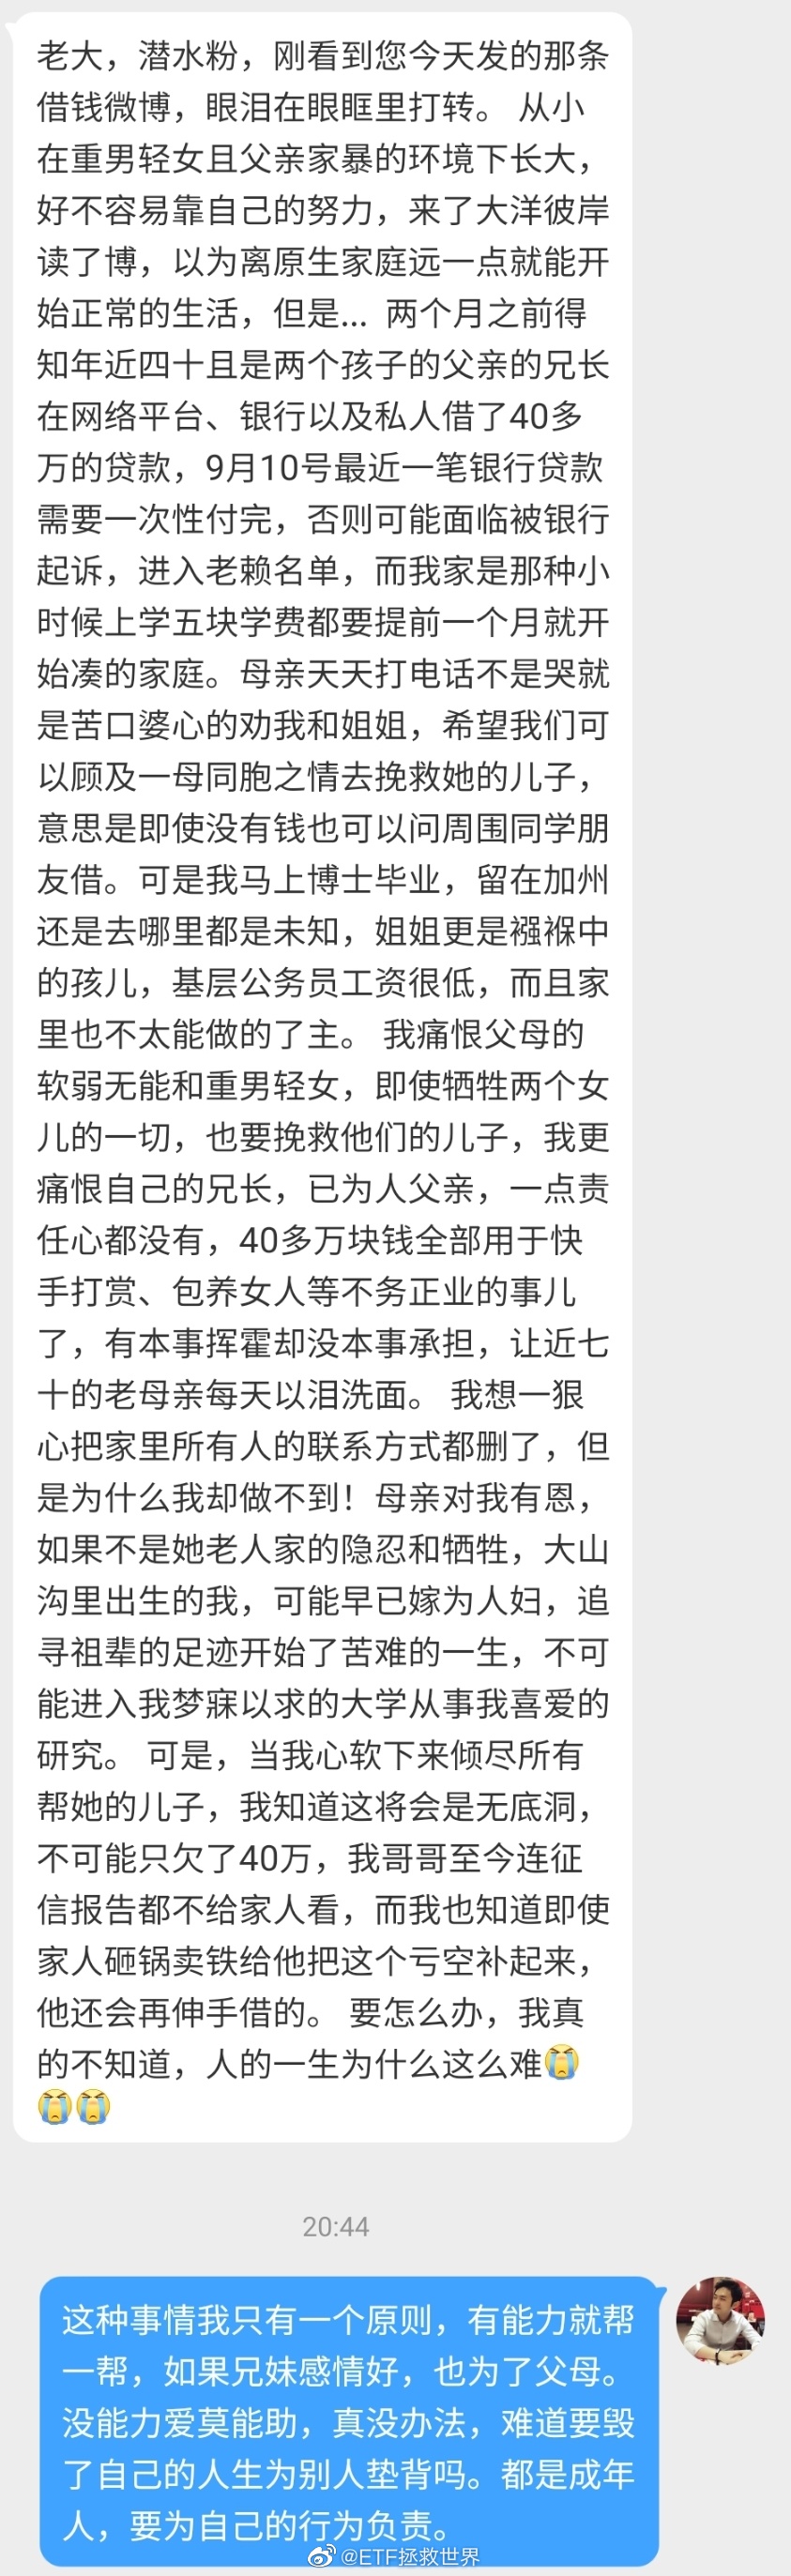 老大，潜水粉，刚看到您今天发的那条
借钱微博，眼泪在眼眶里打转。 从小
在重男轻女且父亲家暴的环境下长大，
好不容易靠自己的努力，来了大洋彼岸
读了博，以为离原生家庭远一点就能开
始正常的生活，但是... 两个月之前得
知年近四十且是两个孩子的父亲的兄长
在网络平台、银行以及私人借了40多
万的贷款，9月10号最近一笔银行贷款
需要一次性付完，否则可能面临被银行
起诉，进入老赖名单，而我家是那种小
时候上学五块学费都要提前一个月就开
始凑的家庭。母亲天天打电话不是哭就
是苦口婆心的劝我和姐姐，希望我们可
以顾及一母同胞之情去挽救她的儿子，
意思是即使没有钱也可以问周围同学朋
友借。可是我马上博士毕业，留在加州
还是去哪里都是未知，姐姐更是襁褓中
的孩儿，基层公务员工资很低，而且家
里也不太能做的了主。 我痛恨父母的
软弱无能和重男轻女，即使牺牲两个女
儿的一切，也要挽救他们的儿子，我更
痛恨自己的兄长，已为人父亲，一点责
任心都没有，40多万块钱全部用于快
手打赏、包养女人等不务正业的事儿
了，有本事挥霍却没本事承担，让近七
十的老母亲每天以泪洗面。 我想一狠
心把家里所有人的联系方式都删了，但
是为什么我却做不到！母亲对我有恩，
如果不是她老人家的隐忍和牺牲，大山
沟里出生的我，可能早已嫁为人妇，追
寻祖辈的足迹开始了苦难的一生，不可
能进入我梦寐以求的大学从事我喜爱的
研究。 可是，当我心软下来倾尽所有
帮她的儿子，我知道这将会是无底洞，
不可能只欠了40万，我哥哥至今连征
信报告都不给家人看，而我也知道即使
家人砸锅卖铁给他把这个亏空补起来，
他还会再伸手借的。 要怎么办，我真
的不知道，人的一生为什么这么难😭
😭😭
20:44
这种事情我只有一个原则，有能力就帮
一帮，如果兄妹感情好，也为了父母。
没能力爱莫能助，真没办法，难道要毁
了自己的人生为别人垫背吗。都是成年
人，要为自己的行为负责。
@ETF拯救世界